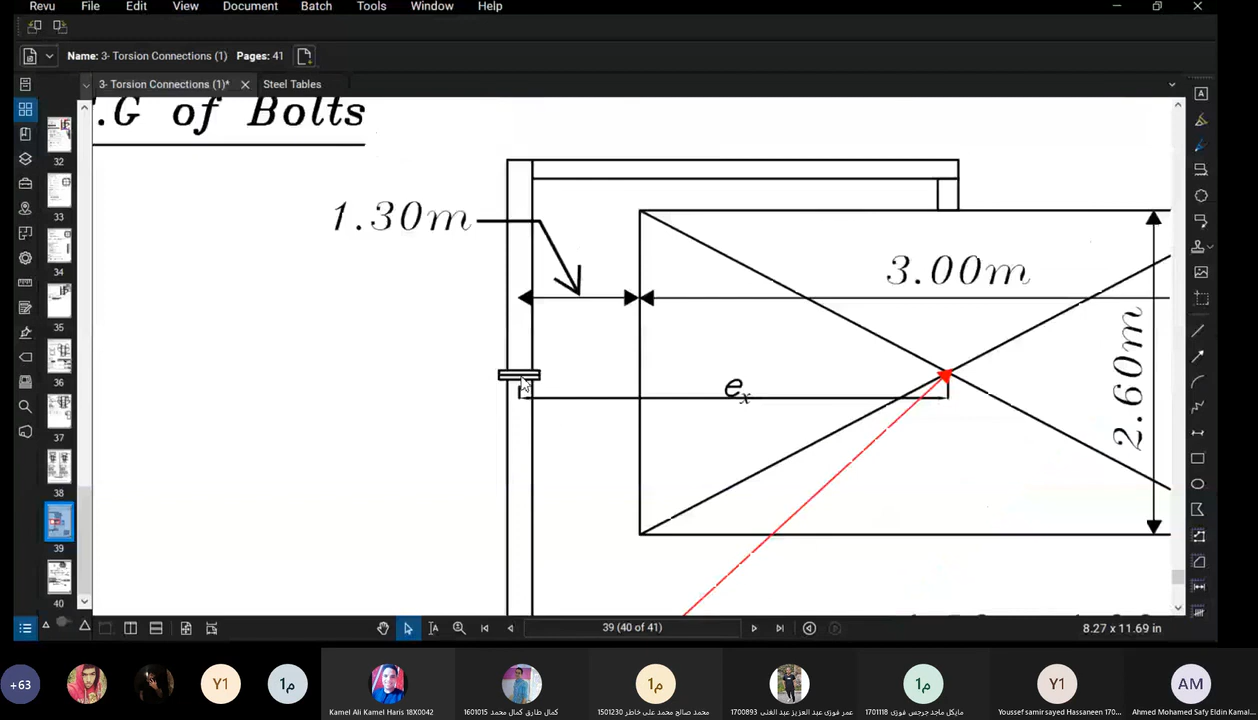 Revu File Edit View Document Batch Tools Window Help
Name: 3- Torsion Connections (1) Pages: 41
3- Torsion Connections (1)* Steel Tables
.G of Bolts
1.30m
3.00m
2.60m
ex
32
33
34
35
36
37
38
39
40
39 (40 of 41)
8.27 x 11.69 in
+63
Y1
م1
Kamel Ali Kamel Haris 18X0042
كمال طارق كمال محمد 1601015
م1
محمد صالح محمد على خاطر 1501230
عمر فوزى عبد العزيز عبد الغنى 1700893
م1
مايكل ماجد جرجس فوزى 1701118
Y1
Youssef samir sayed Hassaneen 170...
AM
Ahmed Mohamed Safy Eldin Kamal...